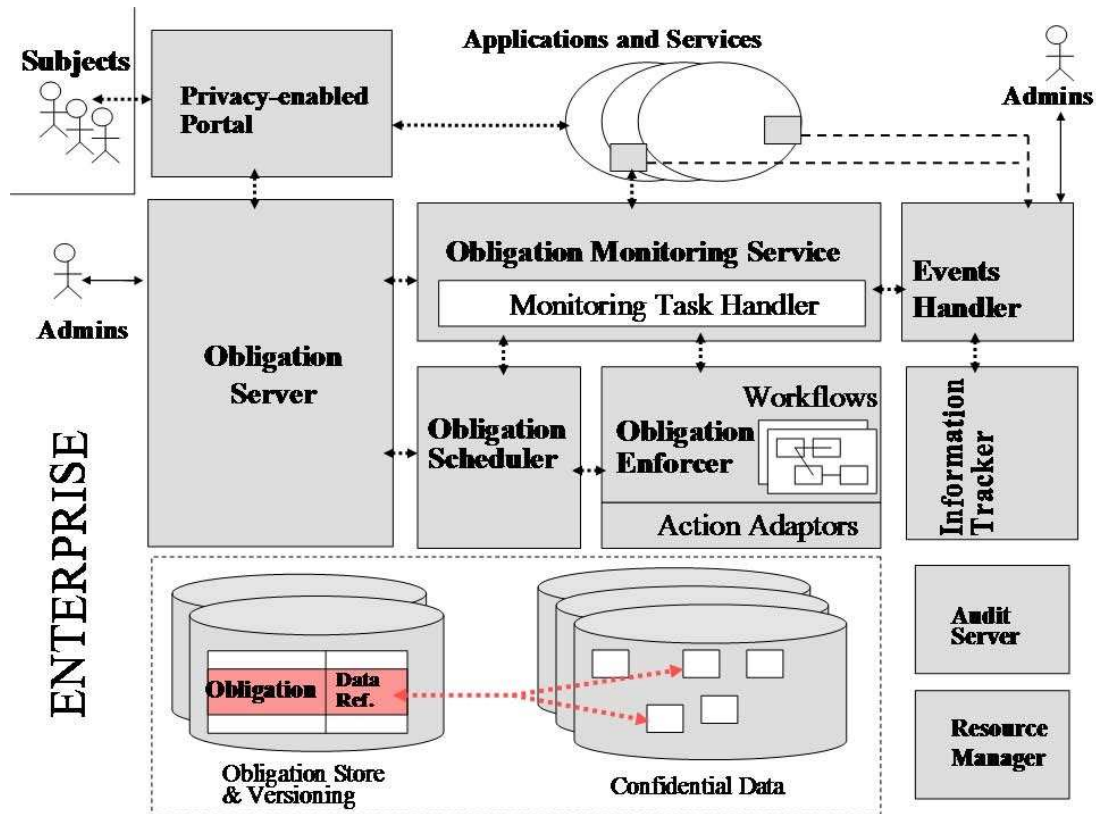 Applications and Services
Subjects
Privacy-enabled
Portal
Admins
Obligation Monitoring Service
Monitoring Task Handler
Events
Handler
Admins
Obligation
Server
Workflows
Obligation
Scheduler
Obligation
Enforcer
Action Adaptors
Information
Tracker
ENTERPRISE
Audit
Server
Obligation
Data
Ref.
Resource
Manager
Obligation Store
& Versioning
Confidential Data